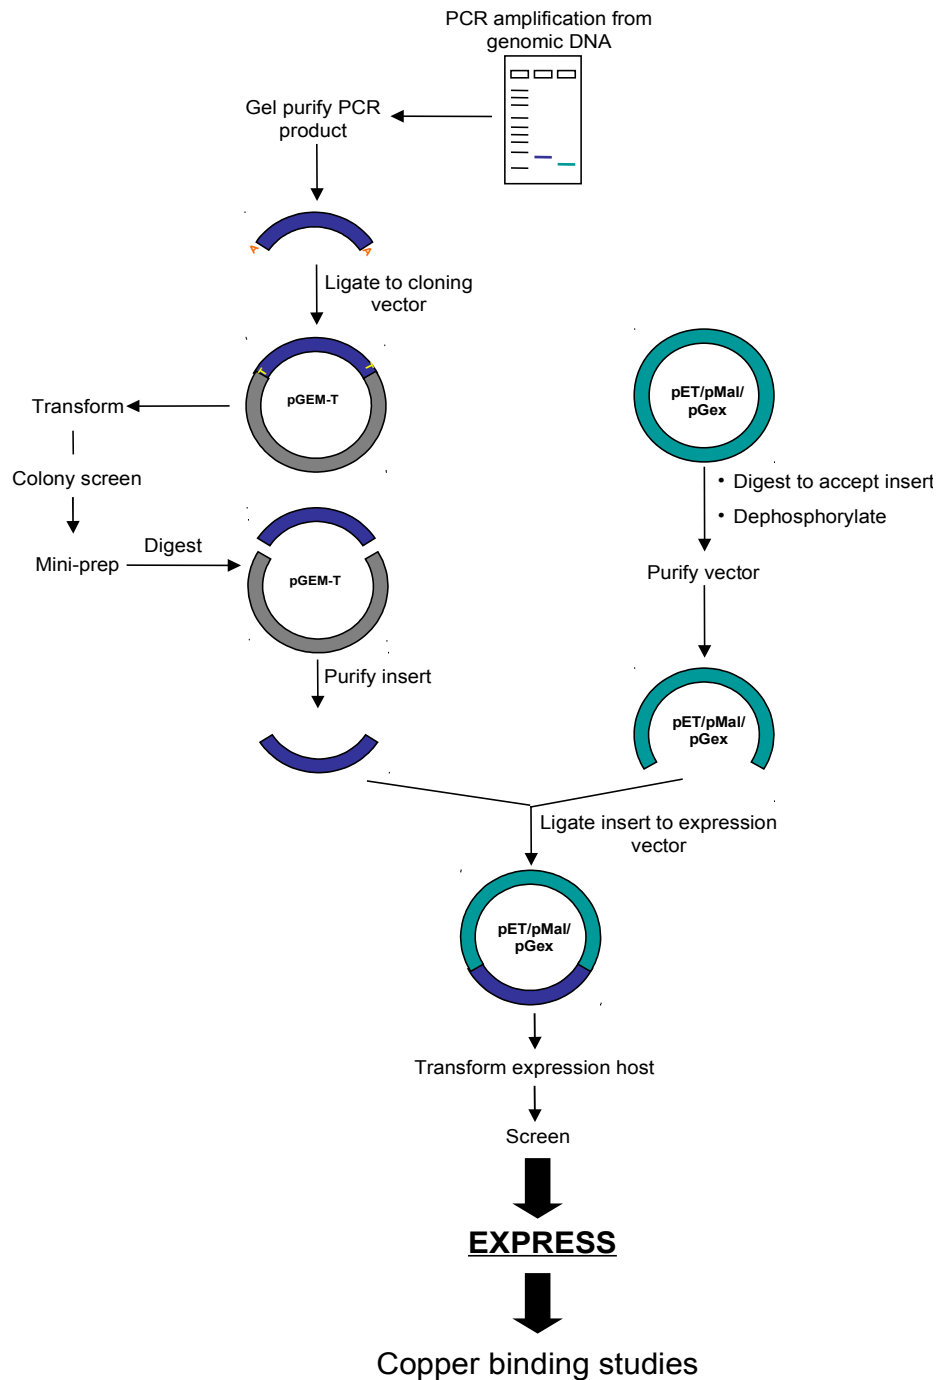 PCR amplification from
genomic DNA
Gel purify PCR
product
A
A
Ligate to cloning
vector
T
T
pGEM-T
pET/pMal/
pGex
Transform
• Digest to accept insert
• Dephosphorylate
Colony screen
Mini-prep
Digest
pGEM-T
Purify vector
Purify insert
pET/pMal/
pGex
Ligate insert to expression
vector
pET/pMal/
pGex
Transform expression host
Screen
EXPRESS
Copper binding studies